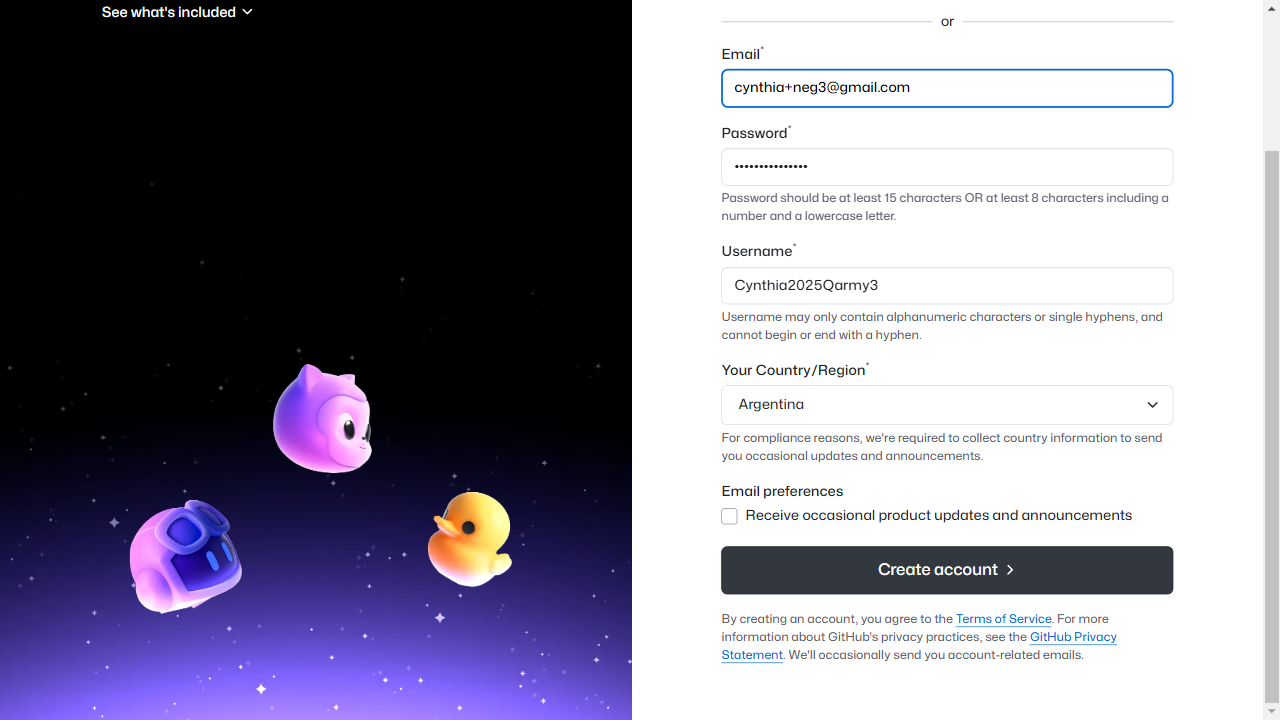 See what's included
or
Email*
cynthia+neg3@gmail.com
Password*
•••••••••••••••
Password should be at least 15 characters OR at least 8 characters including a
number and a lowercase letter.
Username*
Cynthia2025Qarmy3
Username may only contain alphanumeric characters or single hyphens, and
cannot begin or end with a hyphen.
Your Country/Region*
Argentina
For compliance reasons, we're required to collect country information to send
you occasional updates and announcements.
Email preferences
Receive occasional product updates and announcements
Create account
By creating an account, you agree to the Terms of Service. For more
information about GitHub's privacy practices, see the GitHub Privacy
Statement. We'll occasionally send you account-related emails.